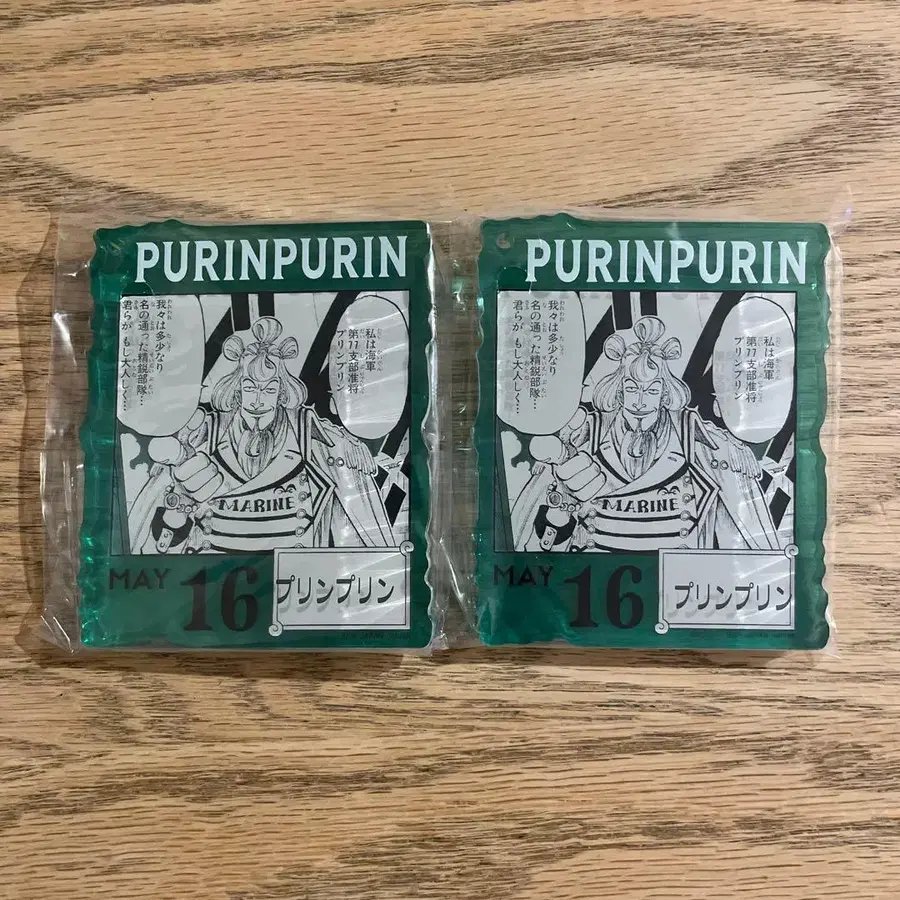 PURINPURIN
私は海軍
第77支部准将
プリンプリン
我々は多少なり
名の通った精鋭部隊…
君らが もし大人しく…
MARINE
MAY 16
プリンプリン
PURINPURIN
私は海軍
第77支部准将
プリンプリン
我々は多少なり
名の通った精鋭部隊…
君らが もし大人しく…
MARINE
MAY 16
プリンプリン